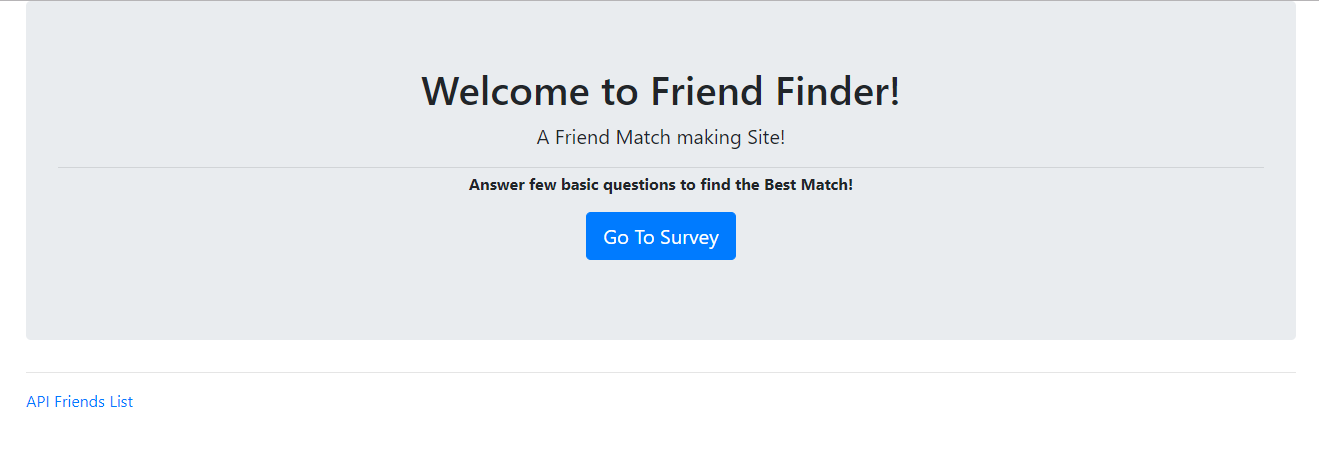 Welcome to Friend Finder!
A Friend Match making Site!
Answer few basic questions to find the Best Match!
Go To Survey
API Friends List